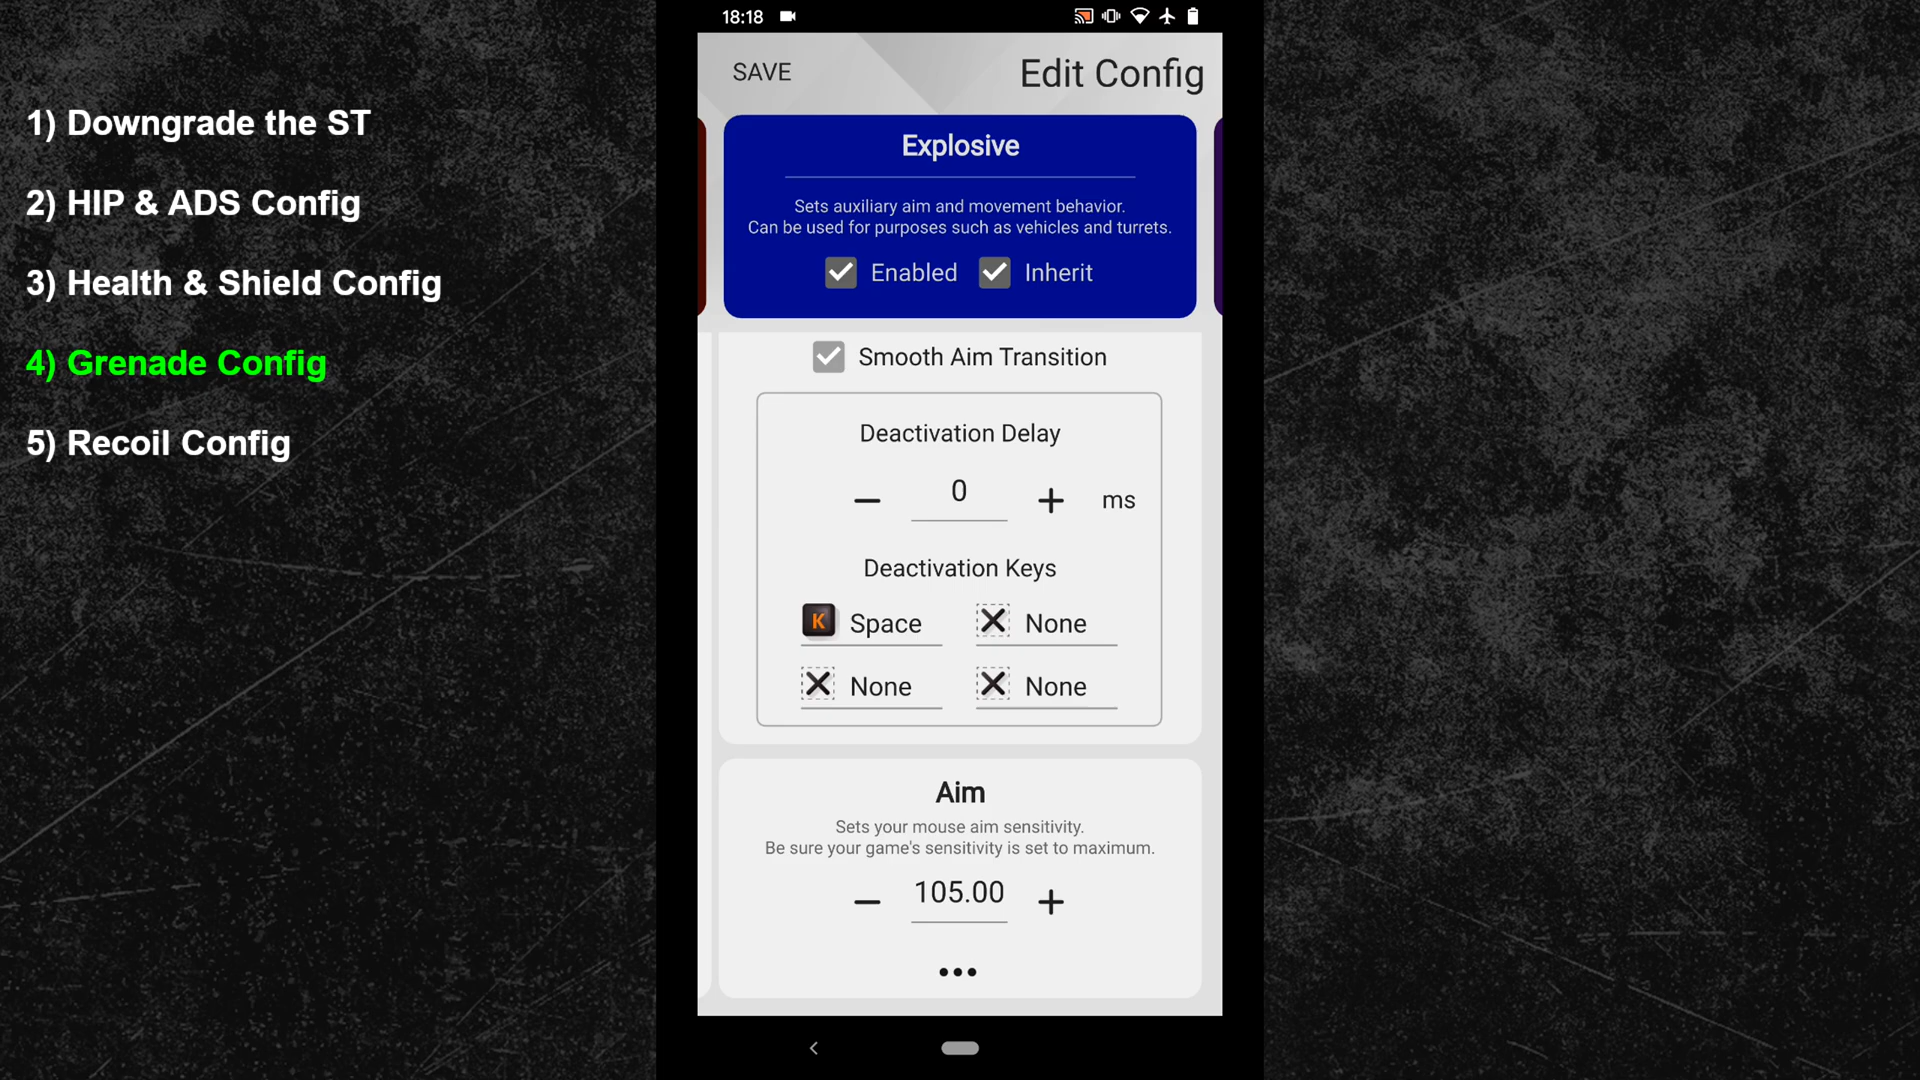 1) Downgrade the ST
2) HIP & ADS Config
3) Health & Shield Config
4) Grenade Config
5) Recoil Config
18:18
SAVE
Edit Config
Explosive
Sets auxiliary aim and movement behavior.
Can be used for purposes such as vehicles and turrets.
Enabled Inherit
Smooth Aim Transition
Deactivation Delay
0 ms
Deactivation Keys
K Space None
None None
Aim
Sets your mouse aim sensitivity.
Be sure your game's sensitivity is set to maximum.
105.00